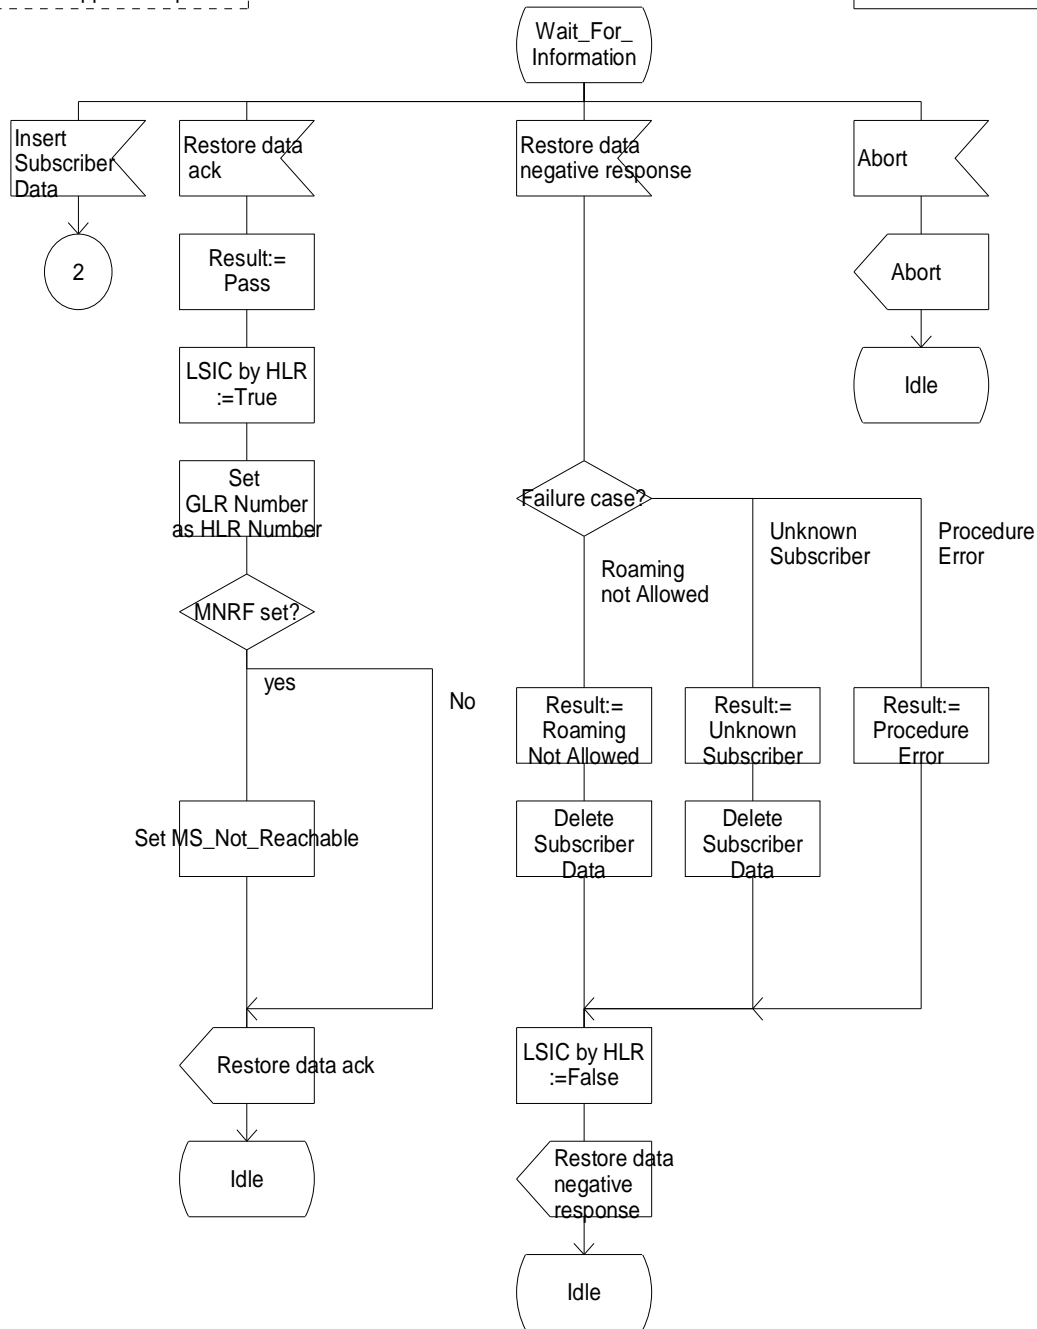 Wait_For_
Information
Insert
Subscriber
Data
Restore data
ack
Restore data
negative response
Abort
2
Result:=
Pass
Abort
LSIC by HLR
:=True
Idle
Set
GLR Number
as HLR Number
Failure case?
Unknown
Subscriber
Procedure
Error
Roaming
not Allowed
MNRF set?
yes
No
Result:=
Roaming
Not Allowed
Result:=
Unknown
Subscriber
Result:=
Procedure
Error
Set MS_Not_Reachable
Delete
Subscriber
Data
Delete
Subscriber
Data
Restore data ack
LSIC by HLR
:=False
Idle
Restore data
negative
response
Idle